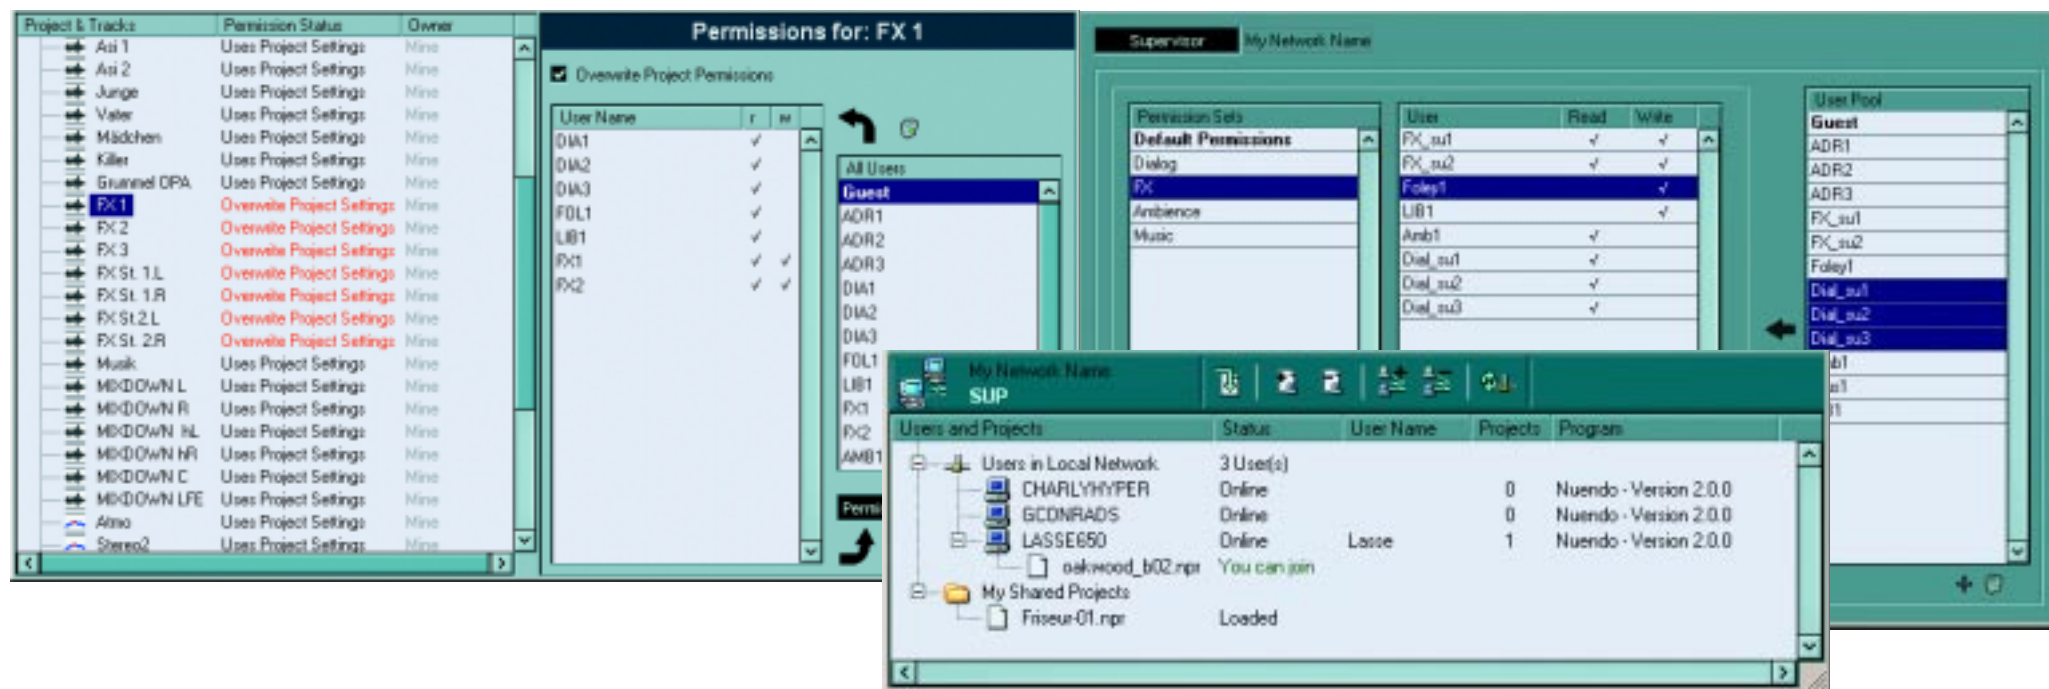 Project & Tracks Permission Status Owner
Asi 1 Uses Project Settings Mine
Asi 2 Uses Project Settings Mine
Junge Uses Project Settings Mine
Vater Uses Project Settings Mine
Mädchen Uses Project Settings Mine
Killer Uses Project Settings Mine
Grummel OPA Uses Project Settings Mine
FX 1 Overwrite Project Settings Mine
FX 2 Overwrite Project Settings Mine
FX 3 Overwrite Project Settings Mine
FX St. 1.L Overwrite Project Settings Mine
FX St. 1.R Overwrite Project Settings Mine
FX St.2.L Overwrite Project Settings Mine
FX St. 2.R Overwrite Project Settings Mine
Musik Uses Project Settings Mine
MIXDOWN L Uses Project Settings Mine
MIXDOWN R Uses Project Settings Mine
MIXDOWN hL Uses Project Settings Mine
MIXDOWN hR Uses Project Settings Mine
MIXDOWN C Uses Project Settings Mine
MIXDOWN LFE Uses Project Settings Mine
Atmo Uses Project Settings Mine
Stereo2 Uses Project Settings Mine
Permissions for: FX 1
Overwrite Project Permissions
User Name r w
DIA1 √
DIA2 √
DIA3 √
FOL1 √
LIB1 √
FX1 √ √
FX2 √ √
All Users
Guest
ADR1
ADR2
ADR3
DIA1
DIA2
DIA3
FOL1
LIB1
FX1
FX2
AMB1
Permi
Supervisor My Network Name
Permission Sets
Default Permissions
Dialog
FX
Ambience
Music
User Read Write
FX_su1 √ √
FX_su2 √ √
Foley1 √
LIB1 √
Amb1 √
Dial_su1 √
Dial_su2 √
Dial_su3 √
User Pool
Guest
ADR1
ADR2
ADR3
FX_su1
FX_su2
Foley1
Dial_su1
Dial_su2
Dial_su3
My Network Name
SUP
Users and Projects Status User Name Projects Program
Users in Local Network 3 User(s)
CHARLYHYPER Online 0 Nuendo - Version 2.0.0
GCONRADS Online 0 Nuendo - Version 2.0.0
LASSE650 Online Lasse 1 Nuendo - Version 2.0.0
oakwood_b02.npr You can join
My Shared Projects
Friseur-01.npr Loaded